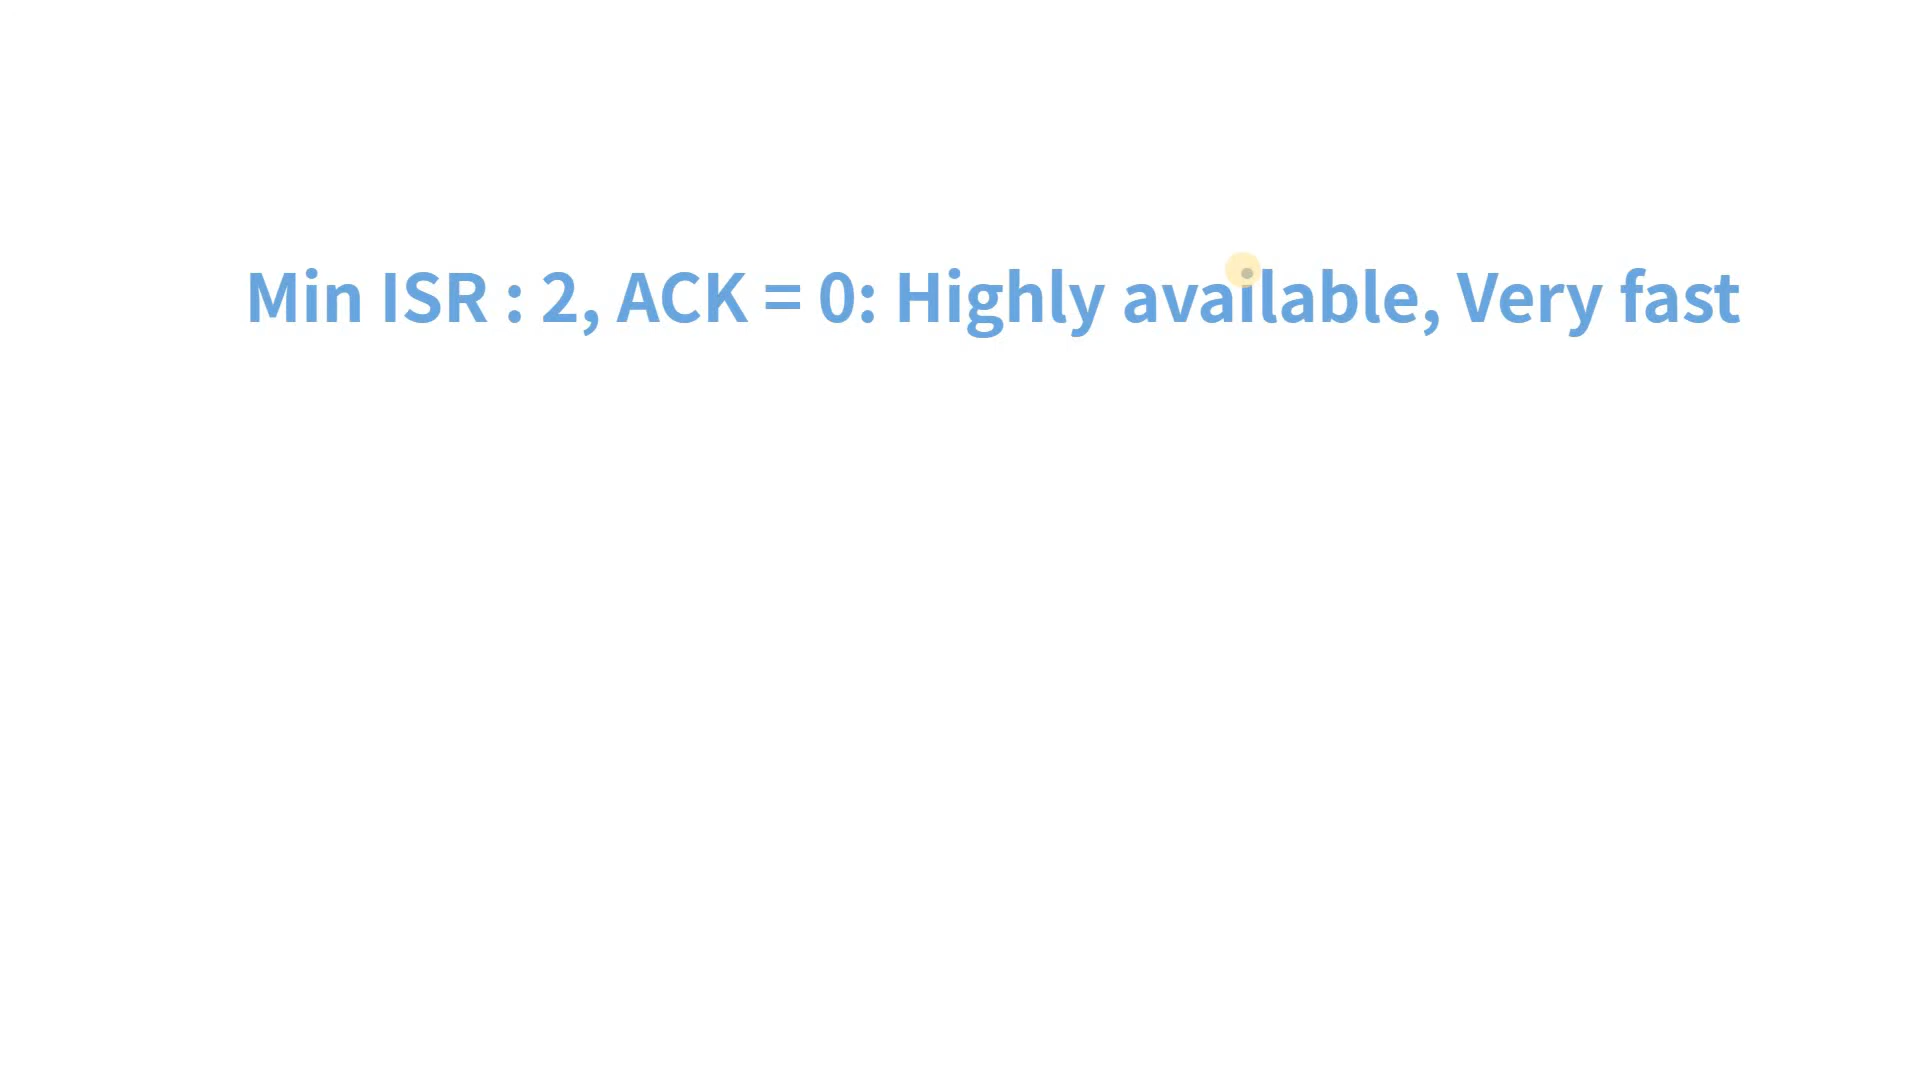 Min ISR : 2, ACK = 0: Highly available, Very fast